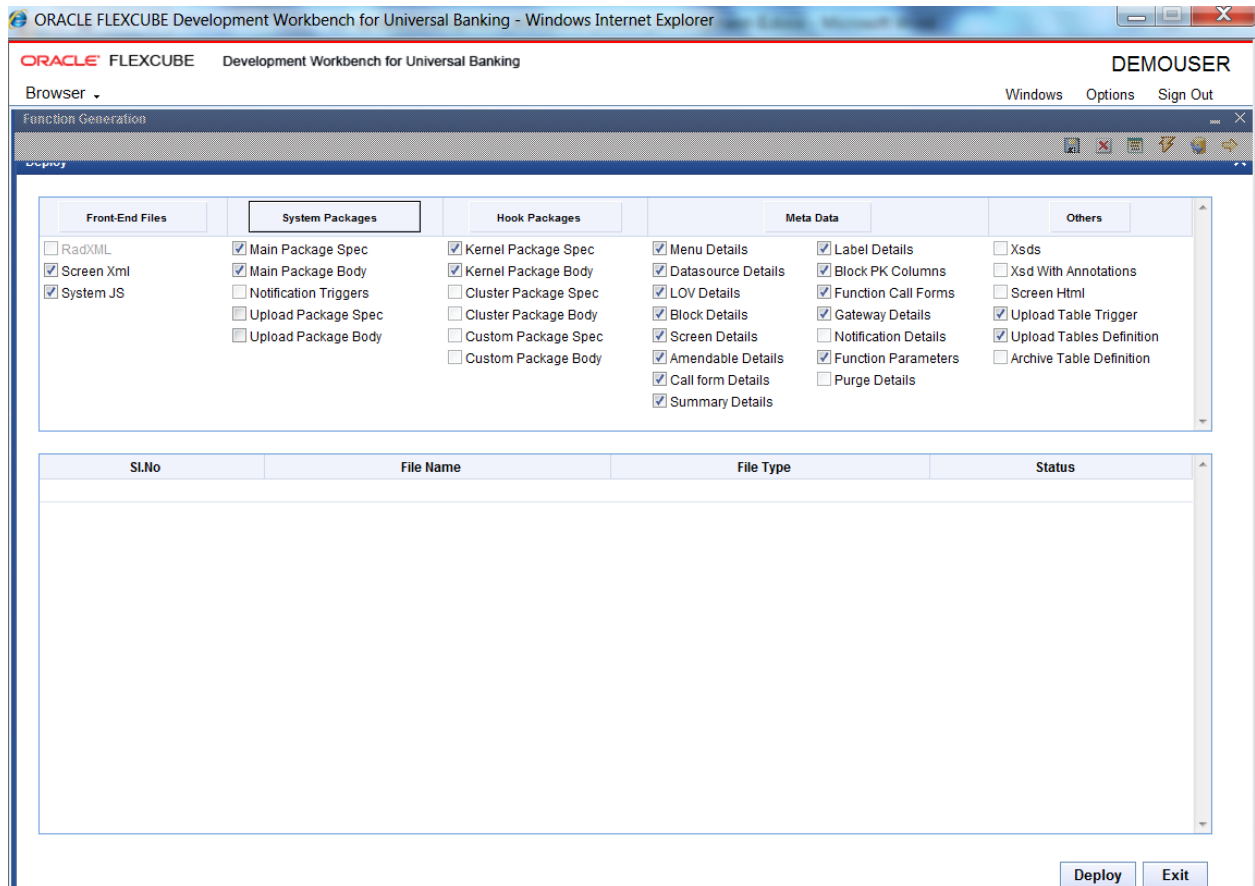 ORACLE FLEXCUBE Development Workbench for Universal Banking - Windows Internet Explorer
ORACLE FLEXCUBE Development Workbench for Universal Banking
DEMOUSER
Browser
Windows Options Sign Out
Function Generation
Deploy
Front-End Files System Packages Hook Packages Meta Data Others
RadXML Main Package Spec Kernel Package Spec Menu Details Label Details Xsds
Screen Xml Main Package Body Kernel Package Body Datasource Details Block PK Columns Xsd With Annotations
System JS Notification Triggers Cluster Package Spec LOV Details Function Call Forms Screen Html
Upload Package Spec Cluster Package Body Block Details Gateway Details Upload Table Trigger
Upload Package Body Custom Package Spec Screen Details Notification Details Upload Tables Definition
Custom Package Body Amendable Details Function Parameters Archive Table Definition
Call form Details Purge Details
Summary Details
Sl.No File Name File Type Status
Deploy Exit